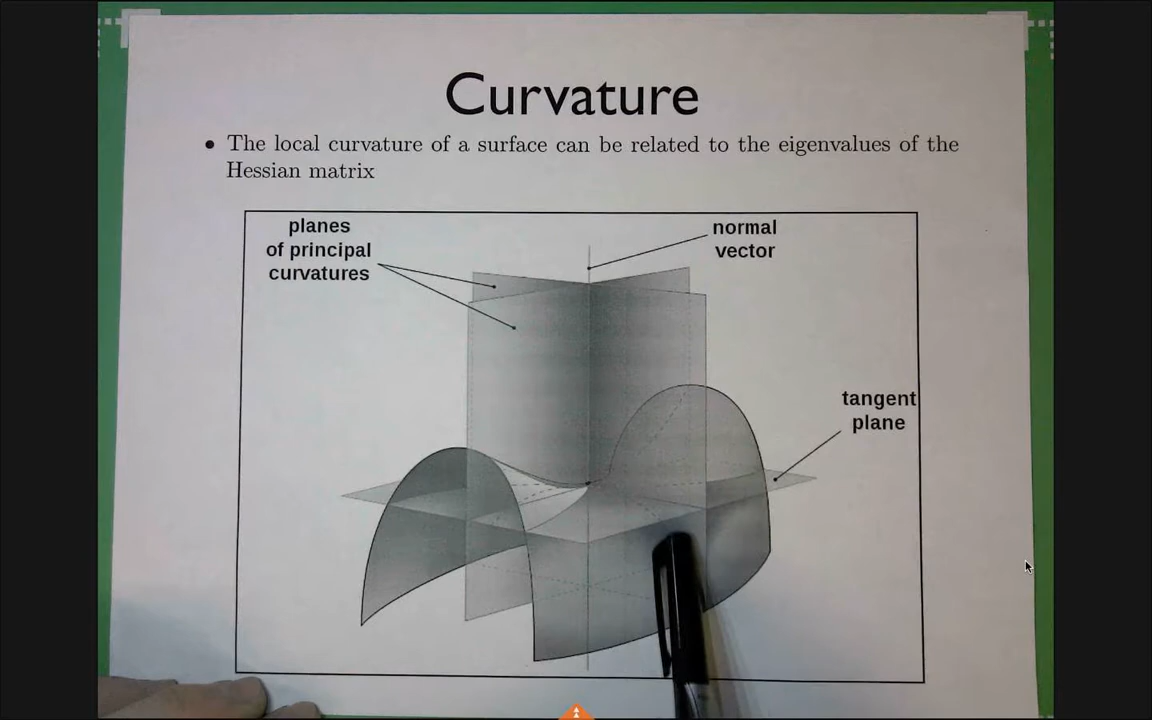 Curvature
• The local curvature of a surface can be related to the eigenvalues of the
Hessian matrix
planes
of principal
curvatures
normal
vector
tangent
plane